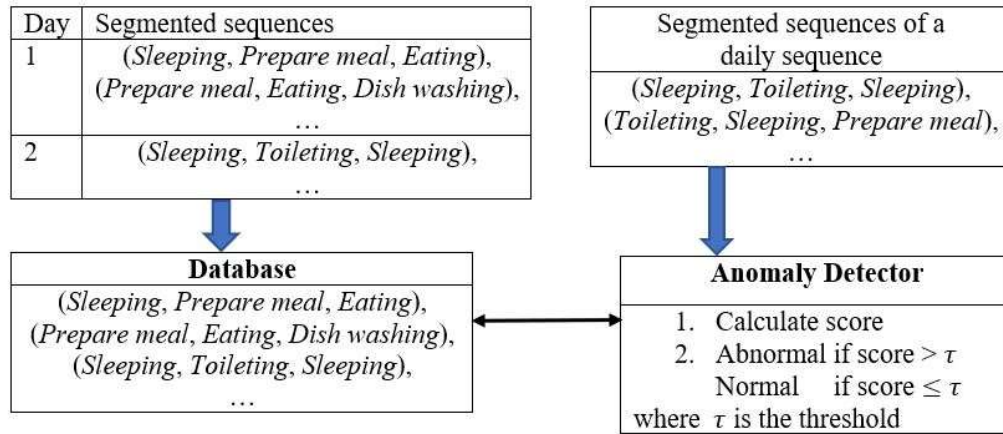 Day Segmented sequences
1 (Sleeping, Prepare meal, Eating),
(Prepare meal, Eating, Dish washing),
…
2 (Sleeping, Toileting, Sleeping),
…
Segmented sequences of a
daily sequence
(Sleeping, Toileting, Sleeping),
(Toileting, Sleeping, Prepare meal),
…
Database
(Sleeping, Prepare meal, Eating),
(Prepare meal, Eating, Dish washing),
(Sleeping, Toileting, Sleeping),
…
Anomaly Detector
1. Calculate score
2. Abnormal if score > τ
Normal if score ≤ τ
where τ is the threshold